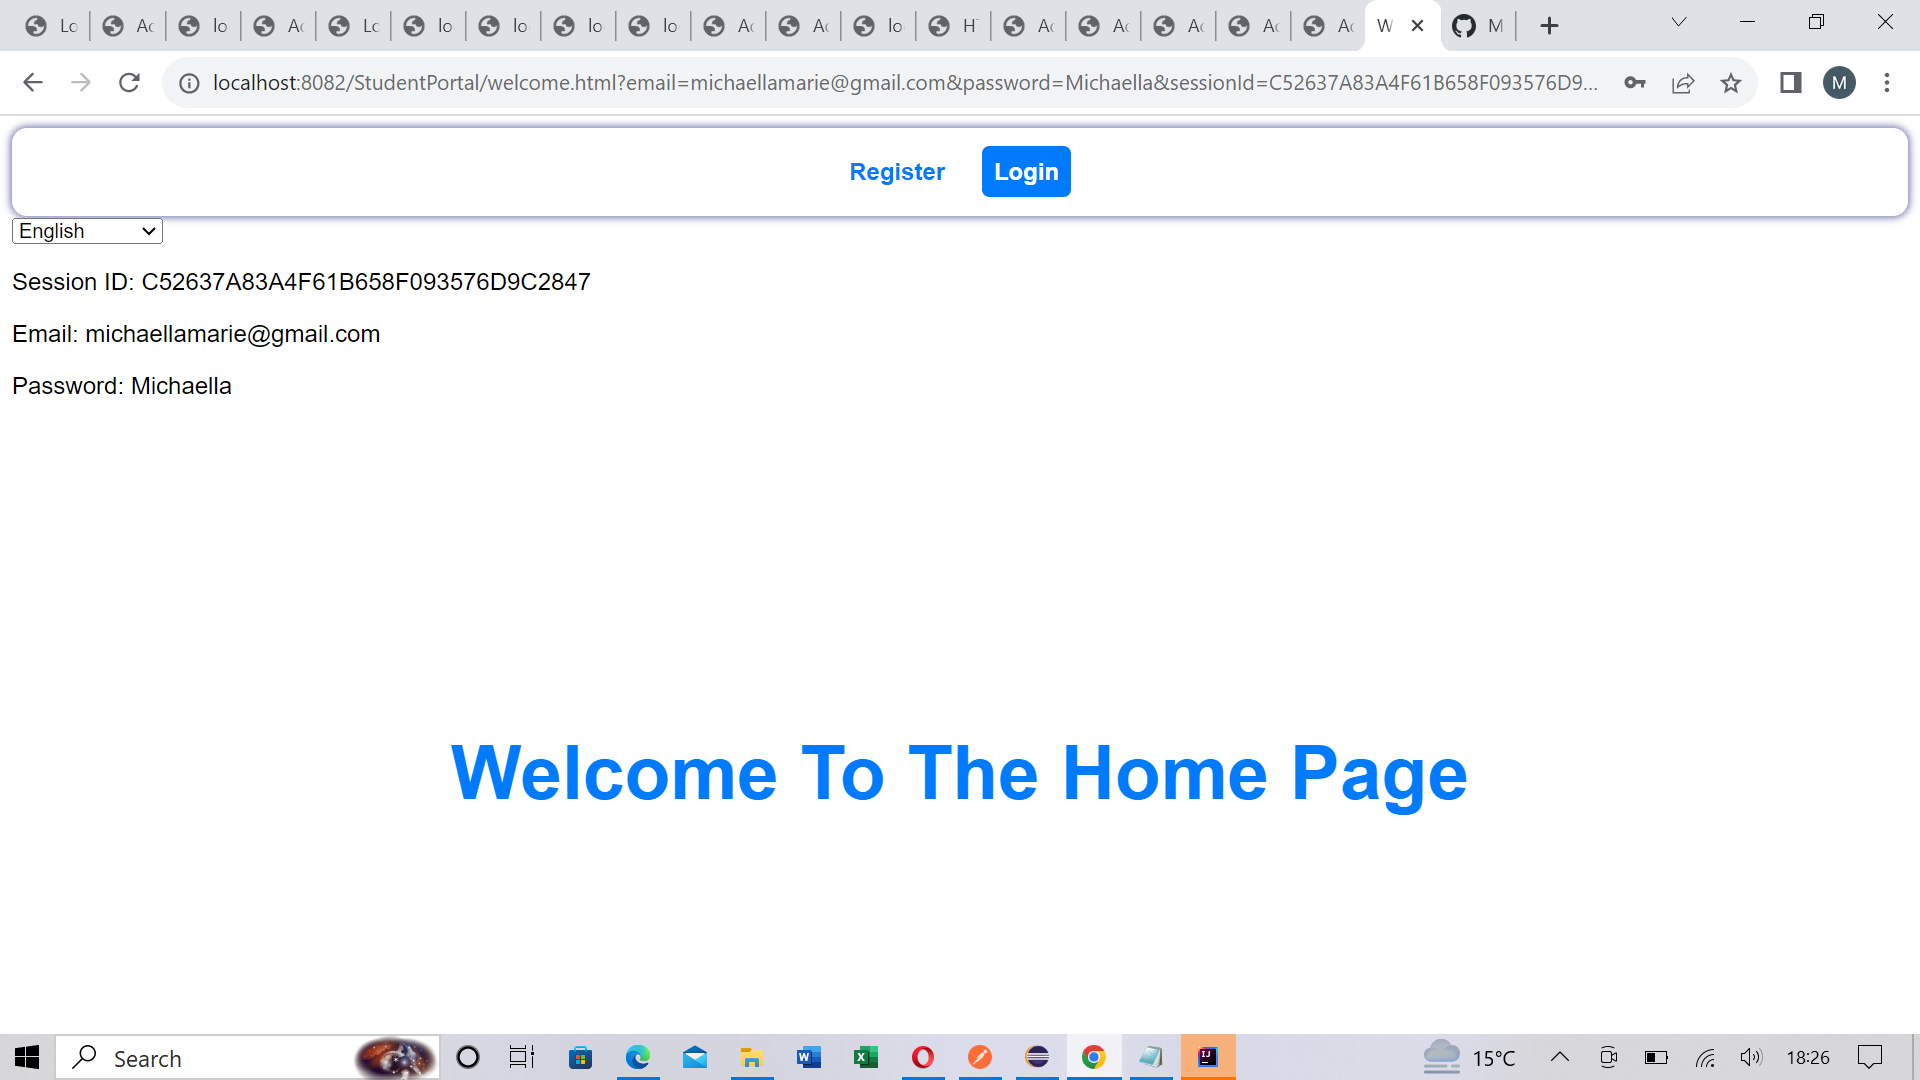 Lo Ac lo Ac Lo lo lo lo lo Ac Ac lo H Ac Ac Ac Ac Ac W M
localhost:8082/StudentPortal/welcome.html?email=michaellamarie@gmail.com&password=Michaella&sessionId=C52637A83A4F61B658F093576D9... M
Register Login
English
Session ID: C52637A83A4F61B658F093576D9C2847
Email: michaellamarie@gmail.com
Password: Michaella
Welcome To The Home Page
Search 15°C 18:26